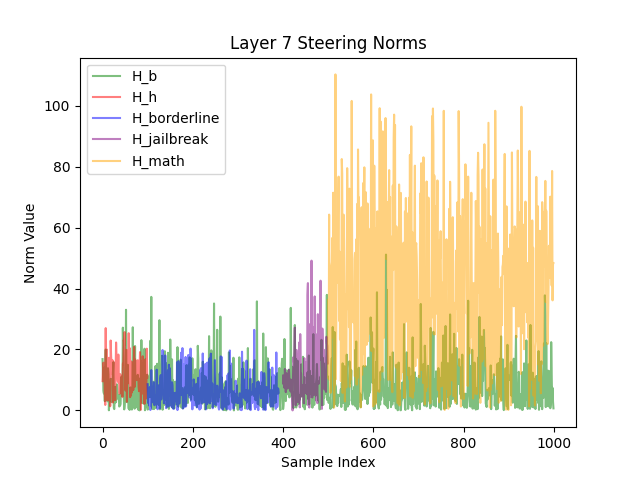 Layer 7 Steering Norms
H_b
H_h
H_borderline
H_jailbreak
H_math
Norm Value
100
80
60
40
20
0
0 200 400 600 800 1000
Sample Index